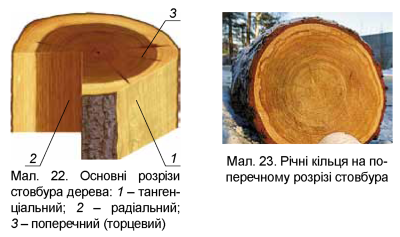 3
2
1
Мал. 22. Основні розрізи
стовбура дерева: 1 – танген-
ціальний; 2 – радіальний;
3 – поперечний (торцевий)
Мал. 23. Річні кільця на по-
перечному розрізі стовбура